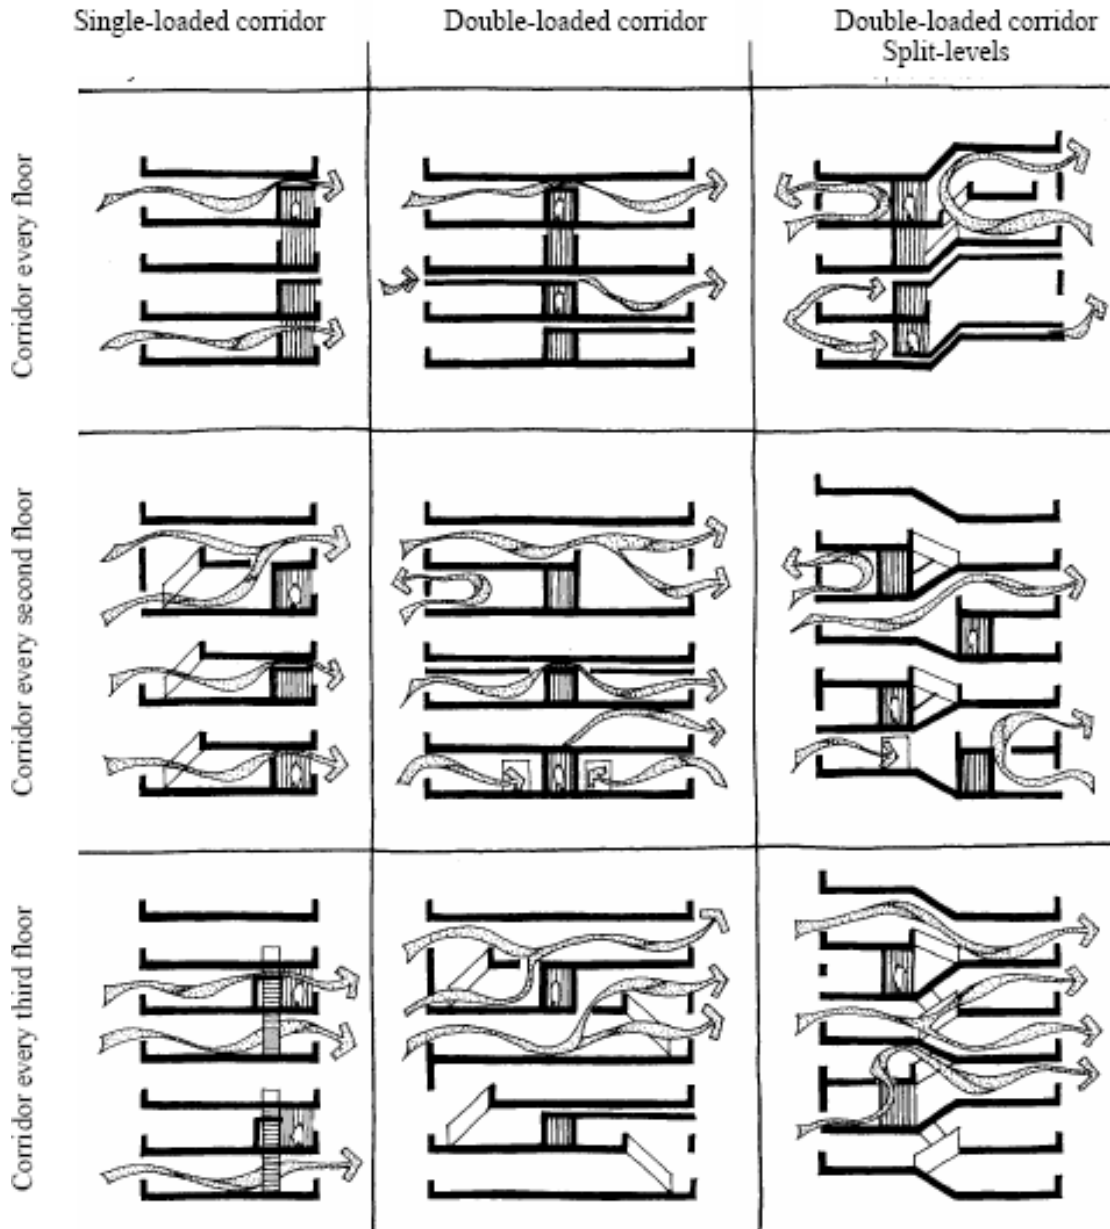 Single-loaded corridor
Double-loaded corridor
Double-loaded corridor
Split-levels
Corridor every floor
Corridor every second floor
Corridor every third floor